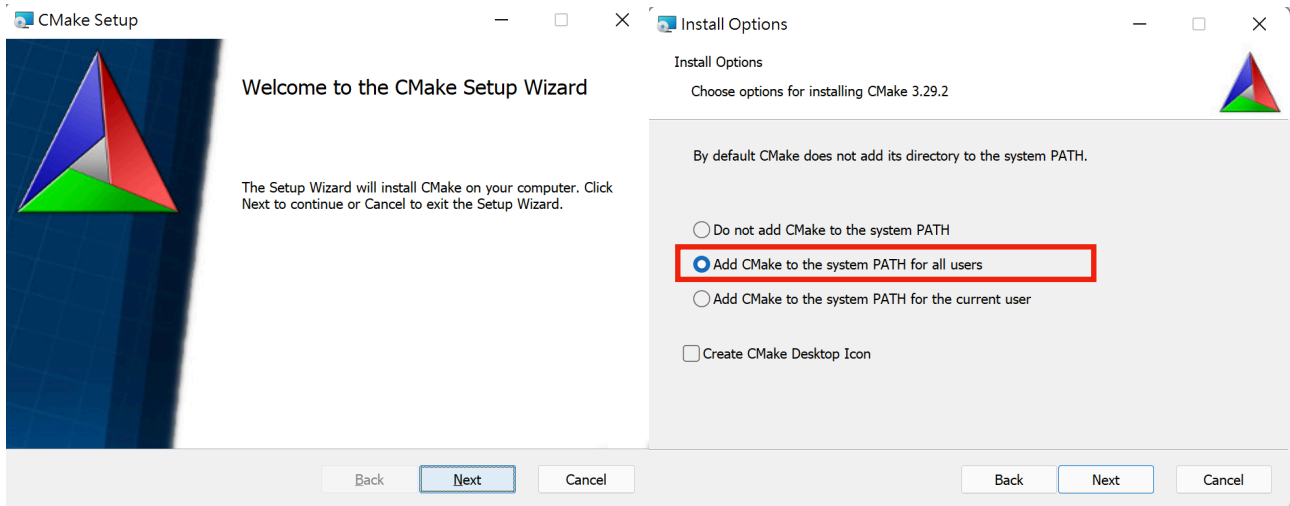 CMake Setup
Welcome to the CMake Setup Wizard
The Setup Wizard will install CMake on your computer. Click
Next to continue or Cancel to exit the Setup Wizard.
Back
Next
Cancel
Install Options
Install Options
Choose options for installing CMake 3.29.2
By default CMake does not add its directory to the system PATH.
Do not add CMake to the system PATH
Add CMake to the system PATH for all users
Add CMake to the system PATH for the current user
Create CMake Desktop Icon
Back
Next
Cancel